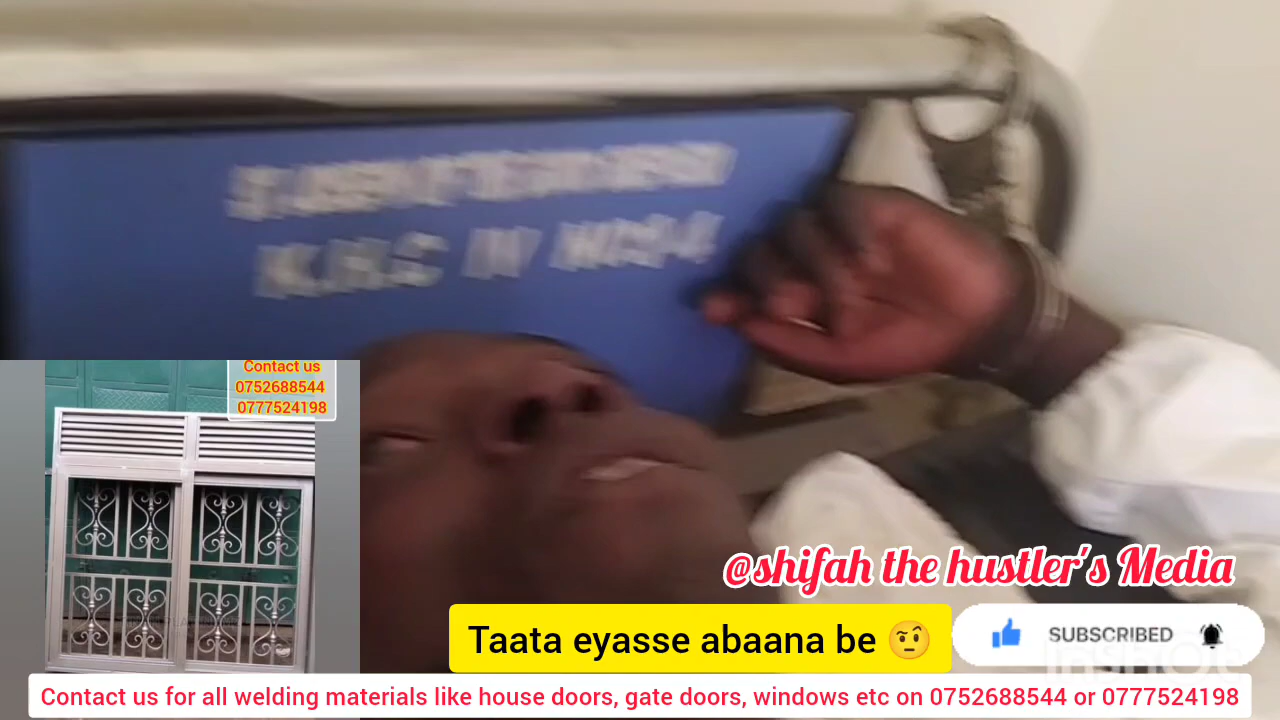 Contact us
0752688544
0777524198
@shifah the hustler's Media
Taata eyasse abaana be 🤨
SUBSCRIBED
InShOt
Contact us for all welding materials like house doors, gate doors, windows etc on 0752688544 or 0777524198